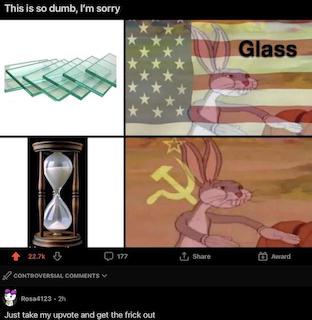 This is so dumb, I'm sorry
Glass
22.7k
177
Share
Award
CONTROVERSIAL COMMENTS
Rosa4123 • 2h
Just take my upvote and get the frick out